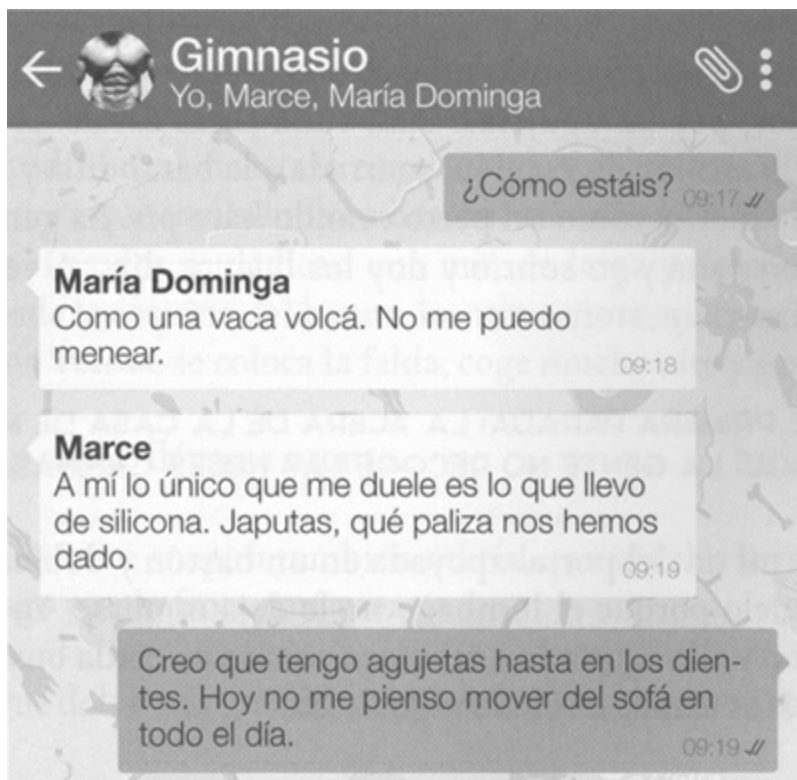 Gimnasio
Yo, Marce, María Dominga
¿Cómo estáis? 09:17
María Dominga
Como una vaca volcá. No me puedo
menear. 09:18
Marce
A mí lo único que me duele es lo que llevo
de silicona. Japutas, qué paliza nos hemos
dado. 09:19
Creo que tengo agujetas hasta en los dien-
tes. Hoy no me pienso mover del sofá en
todo el día. 09:19